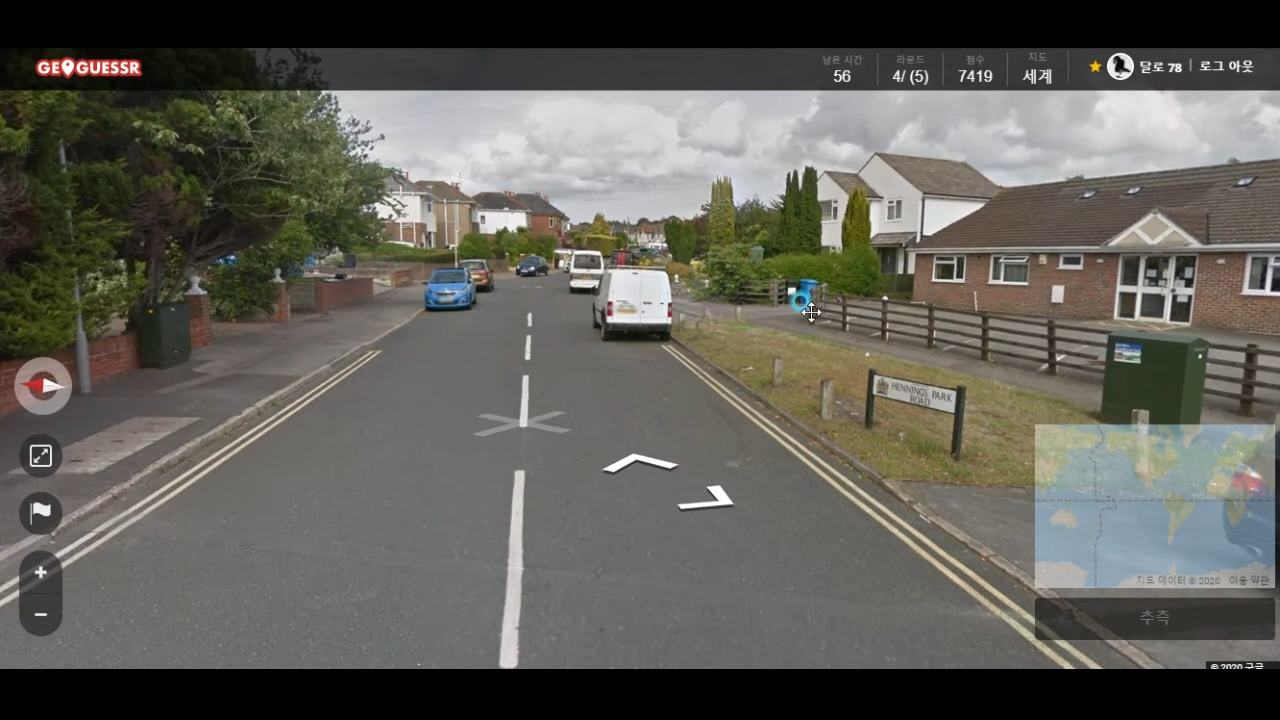 GEOGUESSR
남은 시간
56
라운드
4/ (5)
점수
7419
지도
세계
달로 78
로그 아웃
HENNINGS PARK
ROAD
지도 데이터 © 2020
이용 약관
추측
© 2020 구글